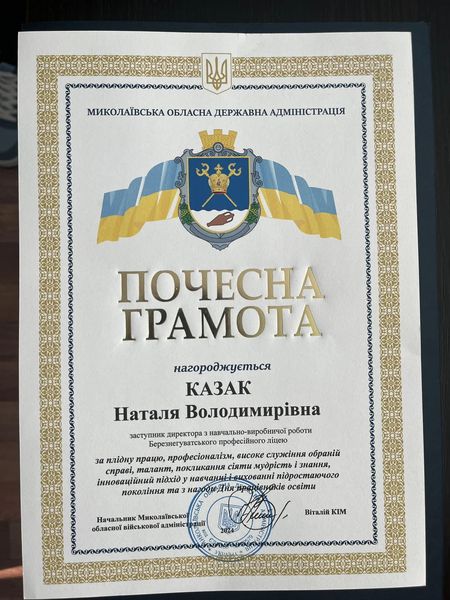 МИКОЛАЇВСЬКА ОБЛАСНА ДЕРЖАВНА АДМІНІСТРАЦІЯ
ПОЧЕСНА
ГРАМОТА
нагороджується
КАЗАК
Наталя Володимирівна
заступник директора з навчально-виробничої роботи
Березнегуватського професійного ліцею
за плідну працю, професіоналізм, високе служіння обраній
справі, талант, покликання сіяти мудрість і знання,
інноваційний підхід у навчанні і вихованні підростаючого
покоління та з нагоди Дня працівників освіти
Начальник Миколаївської
обласної військової адміністрації
Віталій КІМ
2024